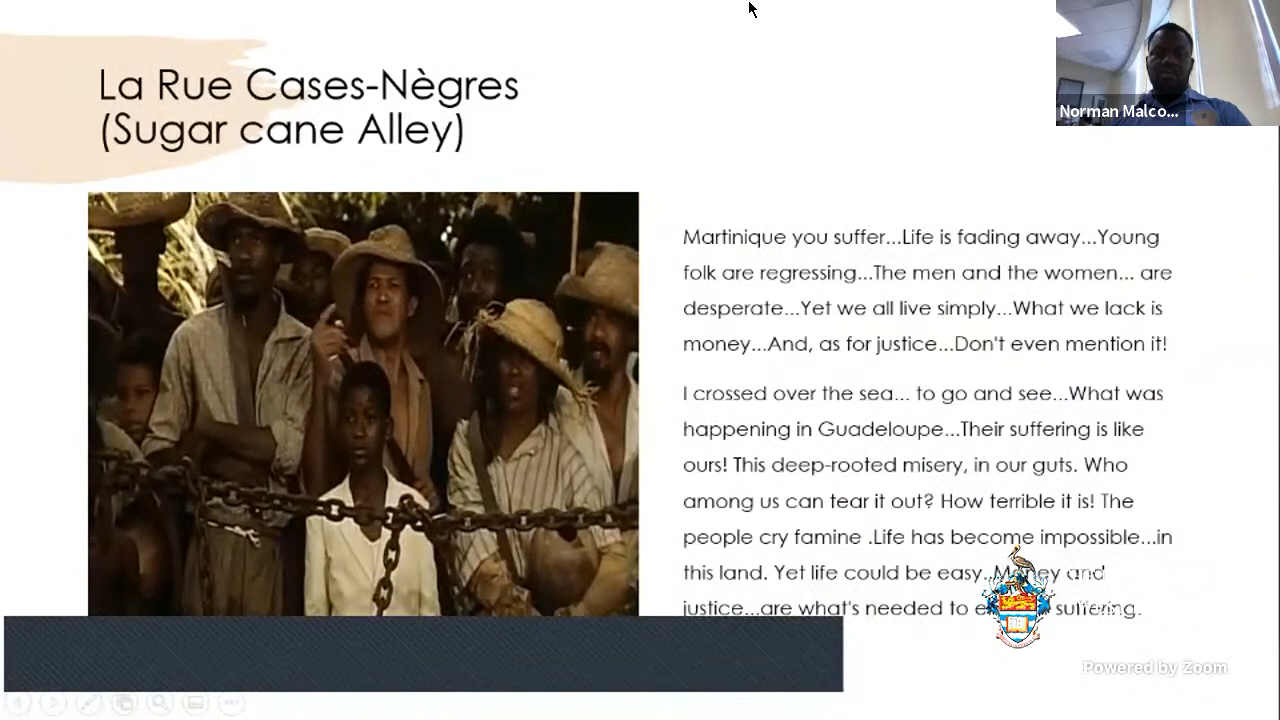 La Rue Cases-Nègres
(Sugar cane Alley)
Norman Malco...
Martinique you suffer...Life is fading away...Young
folk are regressing...The men and the women... are
desperate...Yet we all live simply...What we lack is
money...And, as for justice...Don't even mention it!
I crossed over the sea... to go and see...What was
happening in Guadeloupe...Their suffering is like
ours! This deep-rooted misery, in our guts. Who
among us can tear it out? How terrible it is! The
people cry famine .Life has become impossible...in
this land. Yet life could be easy..Money and
justice...are what's needed to suffering.
Powered by Zoom